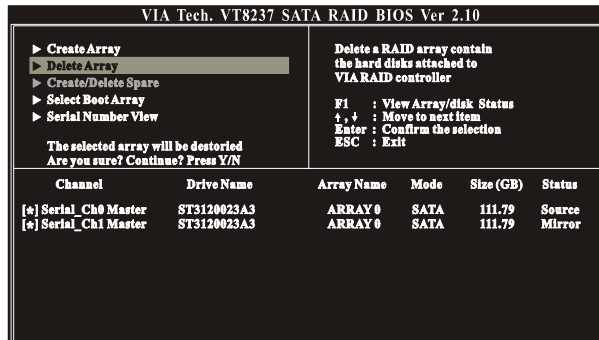 VIA Tech. VT8237 SATA RAID BIOS Ver 2.10
Create Array
Delete Array
Create/Delete Spare
Select Boot Array
Serial Number View
The selected array will be destoried
Are you sure? Continue? Press Y/N
Delete a RAID array contain
the hard disks attached to
VIA RAID controller
F1 : View Array/disk Status
↑,↓ : Move to next item
Enter : Confirm the selection
ESC : Exit
Channel Drive Name Array Name Mode Size (GB) Status
[*] Serial_Ch0 Master ST3120023A3 ARRAY 0 SATA 111.79 Source
[*] Serial_Ch1 Master ST3120023A3 ARRAY 0 SATA 111.79 Mirror